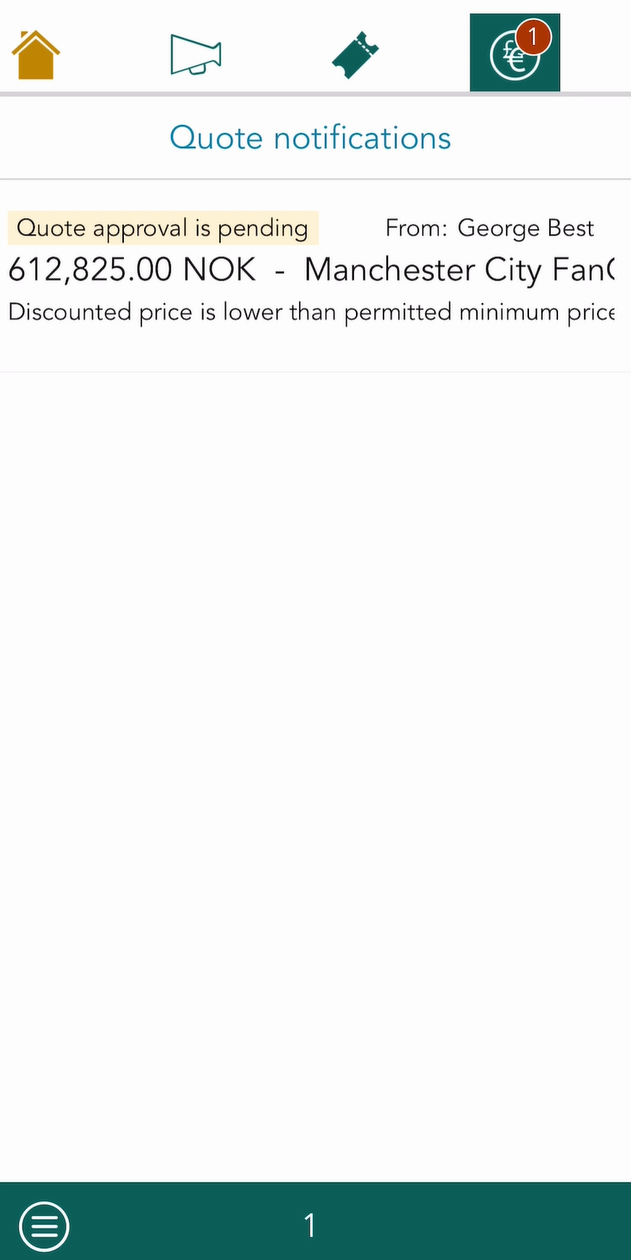 1
Quote notifications
Quote approval is pending From: George Best
612,825.00 NOK - Manchester City Fan
Discounted price is lower than permitted minimum price
1